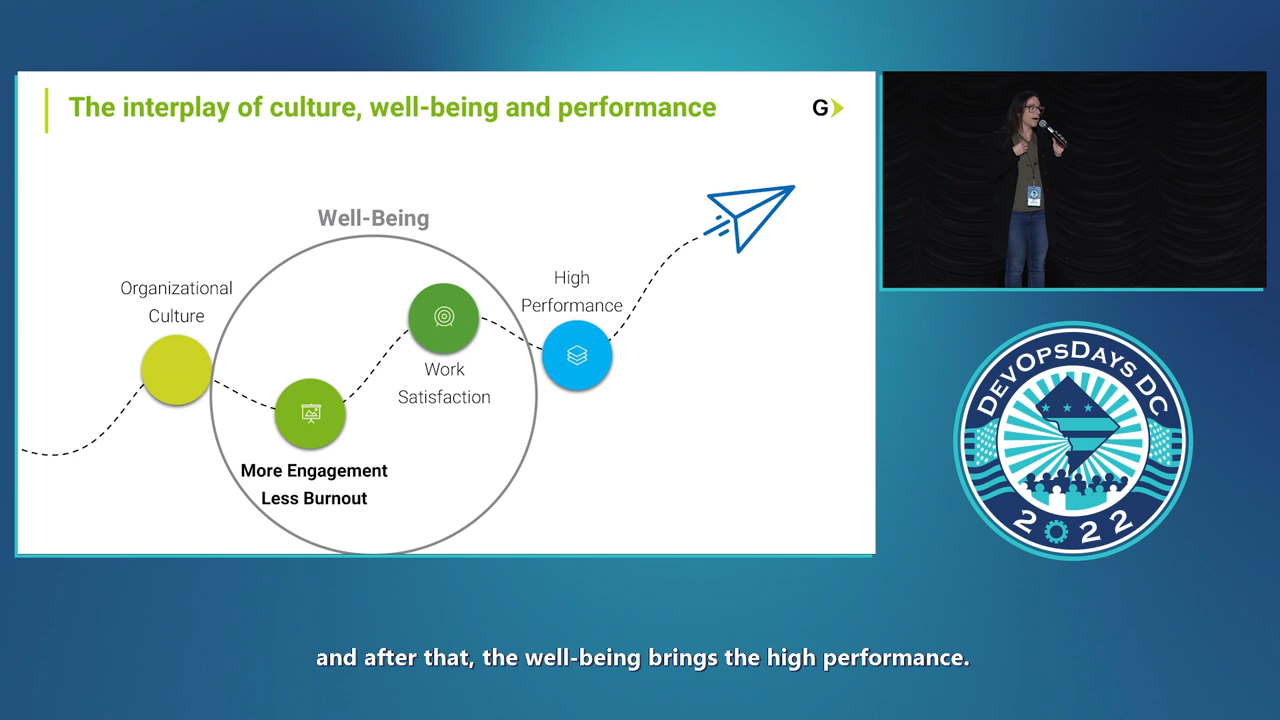 The interplay of culture, well-being and performance
G
Well-Being
Organizational
Culture
High
Performance
Work
Satisfaction
More Engagement
Less Burnout
DEVOPSDAYS DC
2022
and after that, the well-being brings the high performance.